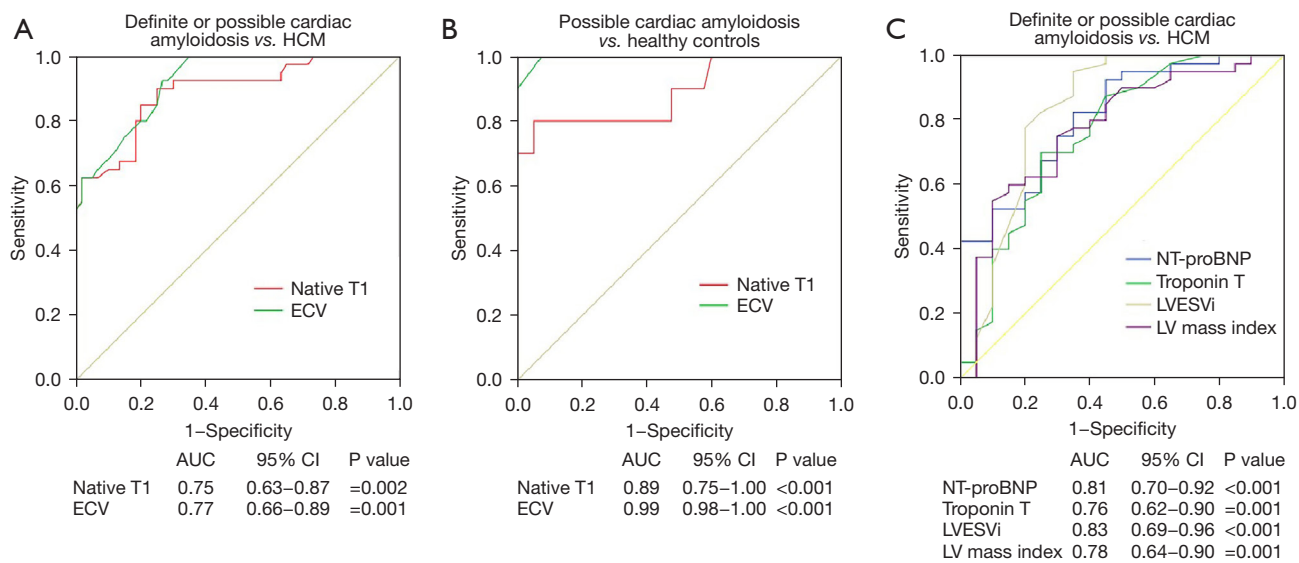 A
Definite or possible cardiac
amyloidosis vs. HCM
1.0
0.8
0.6
0.4
0.2
0.0
Sensitivity
Native T1
ECV
0.0 0.2 0.4 0.6 0.8 1.0
1–Specificity
AUC 95% CI P value
Native T1 0.75 0.63–0.87 =0.002
ECV 0.77 0.66–0.89 =0.001
B
Possible cardiac amyloidosis
vs. healthy controls
1.0
0.8
0.6
0.4
0.2
0.0
Sensitivity
Native T1
ECV
0.0 0.2 0.4 0.6 0.8 1.0
1–Specificity
AUC 95% CI P value
Native T1 0.89 0.75–1.00 <0.001
ECV 0.99 0.98–1.00 <0.001
C
Definite or possible cardiac
amyloidosis vs. HCM
1.0
0.8
0.6
0.4
0.2
0.0
Sensitivity
NT-proBNP
Troponin T
LVESVi
LV mass index
0.0 0.2 0.4 0.6 0.8 1.0
1–Specificity
AUC 95% CI P value
NT-proBNP 0.81 0.70–0.92 <0.001
Troponin T 0.76 0.62–0.90 =0.001
LVESVi 0.83 0.69–0.96 <0.001
LV mass index 0.78 0.64–0.90 =0.001